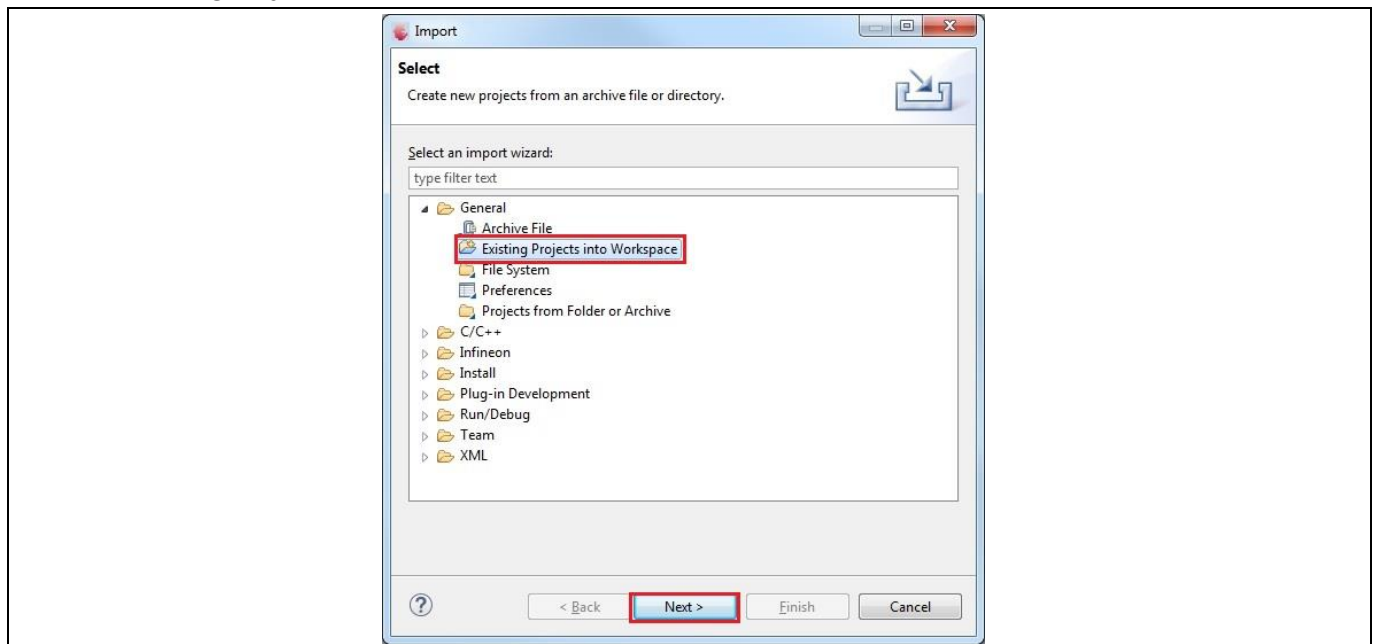 Import
Select
Create new projects from an archive file or directory.
Select an import wizard:
type filter text
General
Archive File
Existing Projects into Workspace
File System
Preferences
Projects from Folder or Archive
C/C++
Infineon
Install
Plug-in Development
Run/Debug
Team
XML
? < Back Next > Finish Cancel